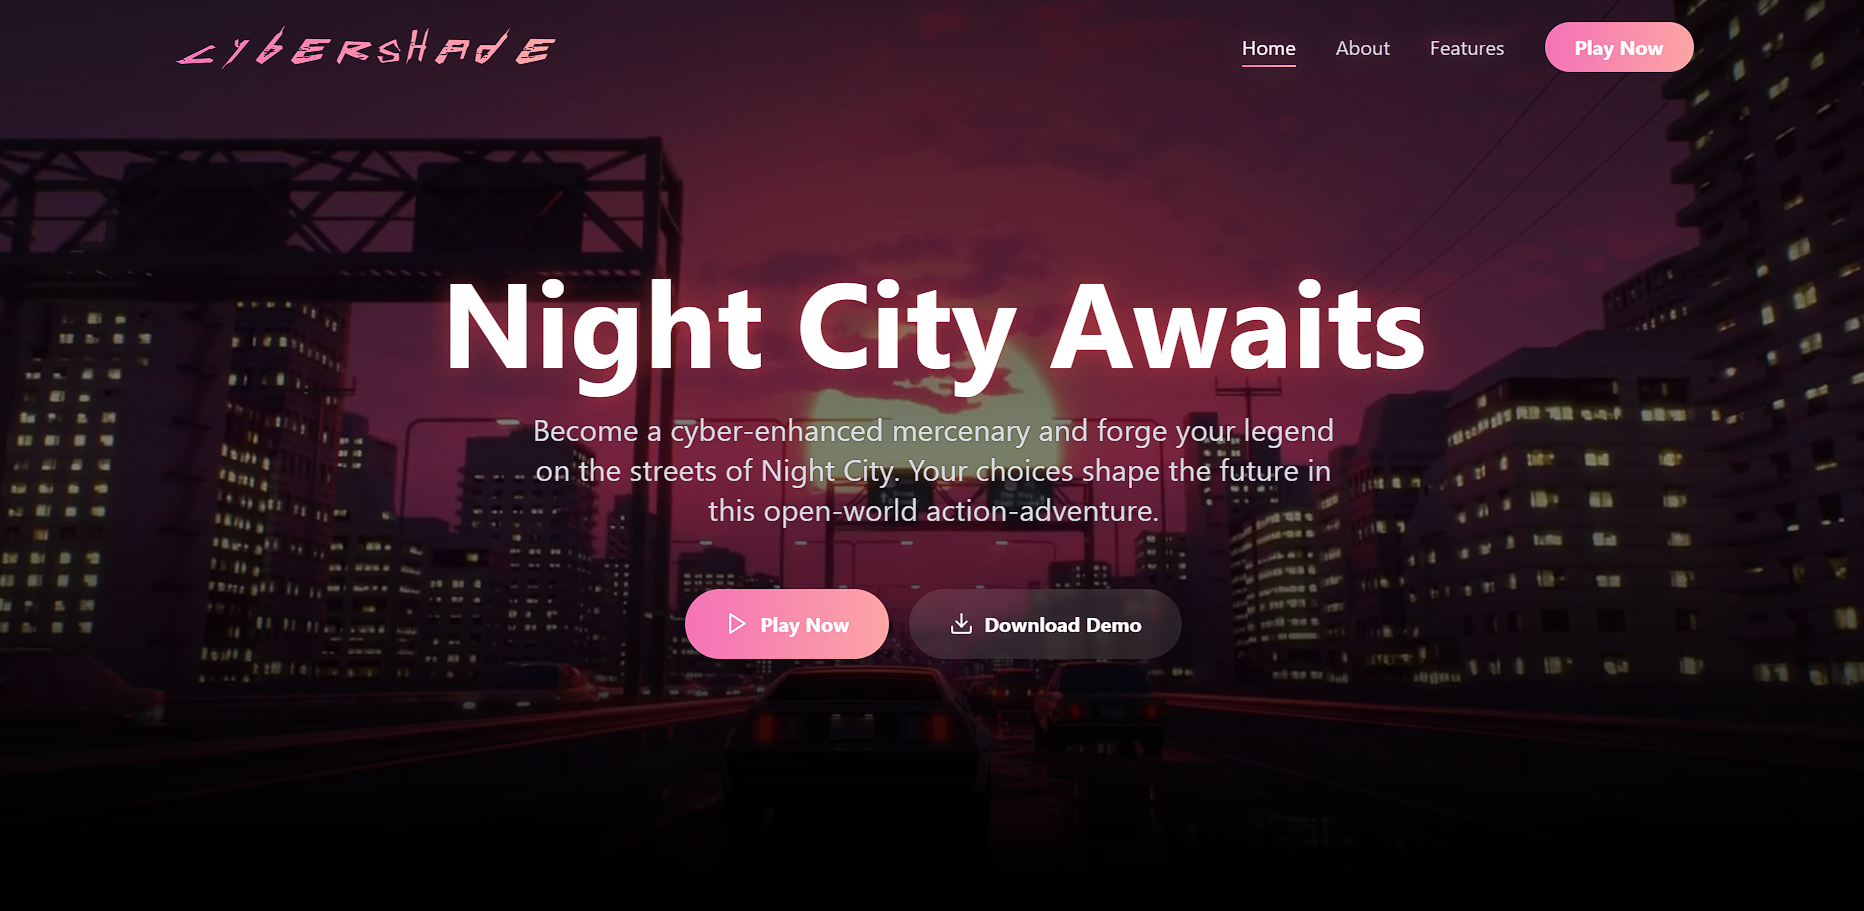 CYBERSHADE
Home
About
Features
Play Now
Night City Awaits
Become a cyber-enhanced mercenary and forge your legend
on the streets of Night City. Your choices shape the future in
this open-world action-adventure.
Play Now
Download Demo